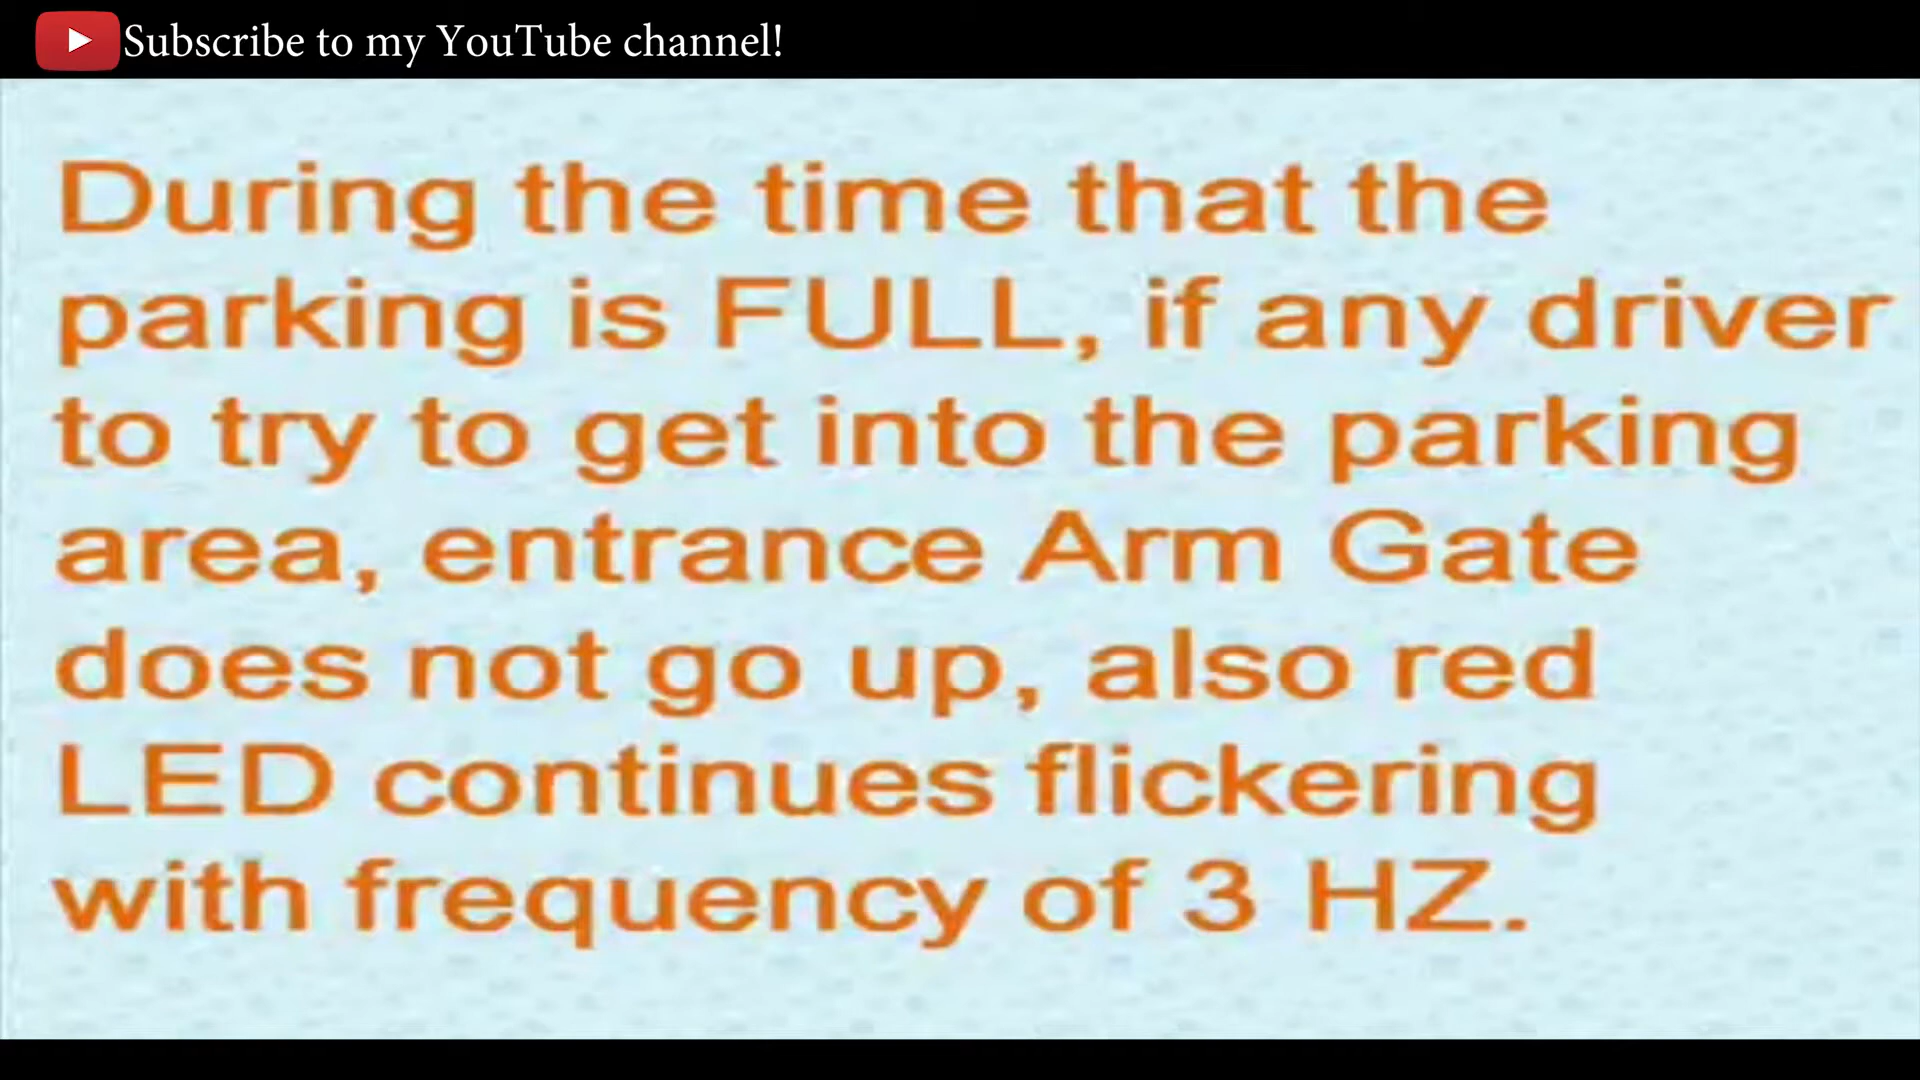 Subscribe to my YouTube channel!
During the time that the
parking is FULL, if any driver
to try to get into the parking
area, entrance Arm Gate
does not go up, also red
LED continues flickering
with frequency of 3 HZ.